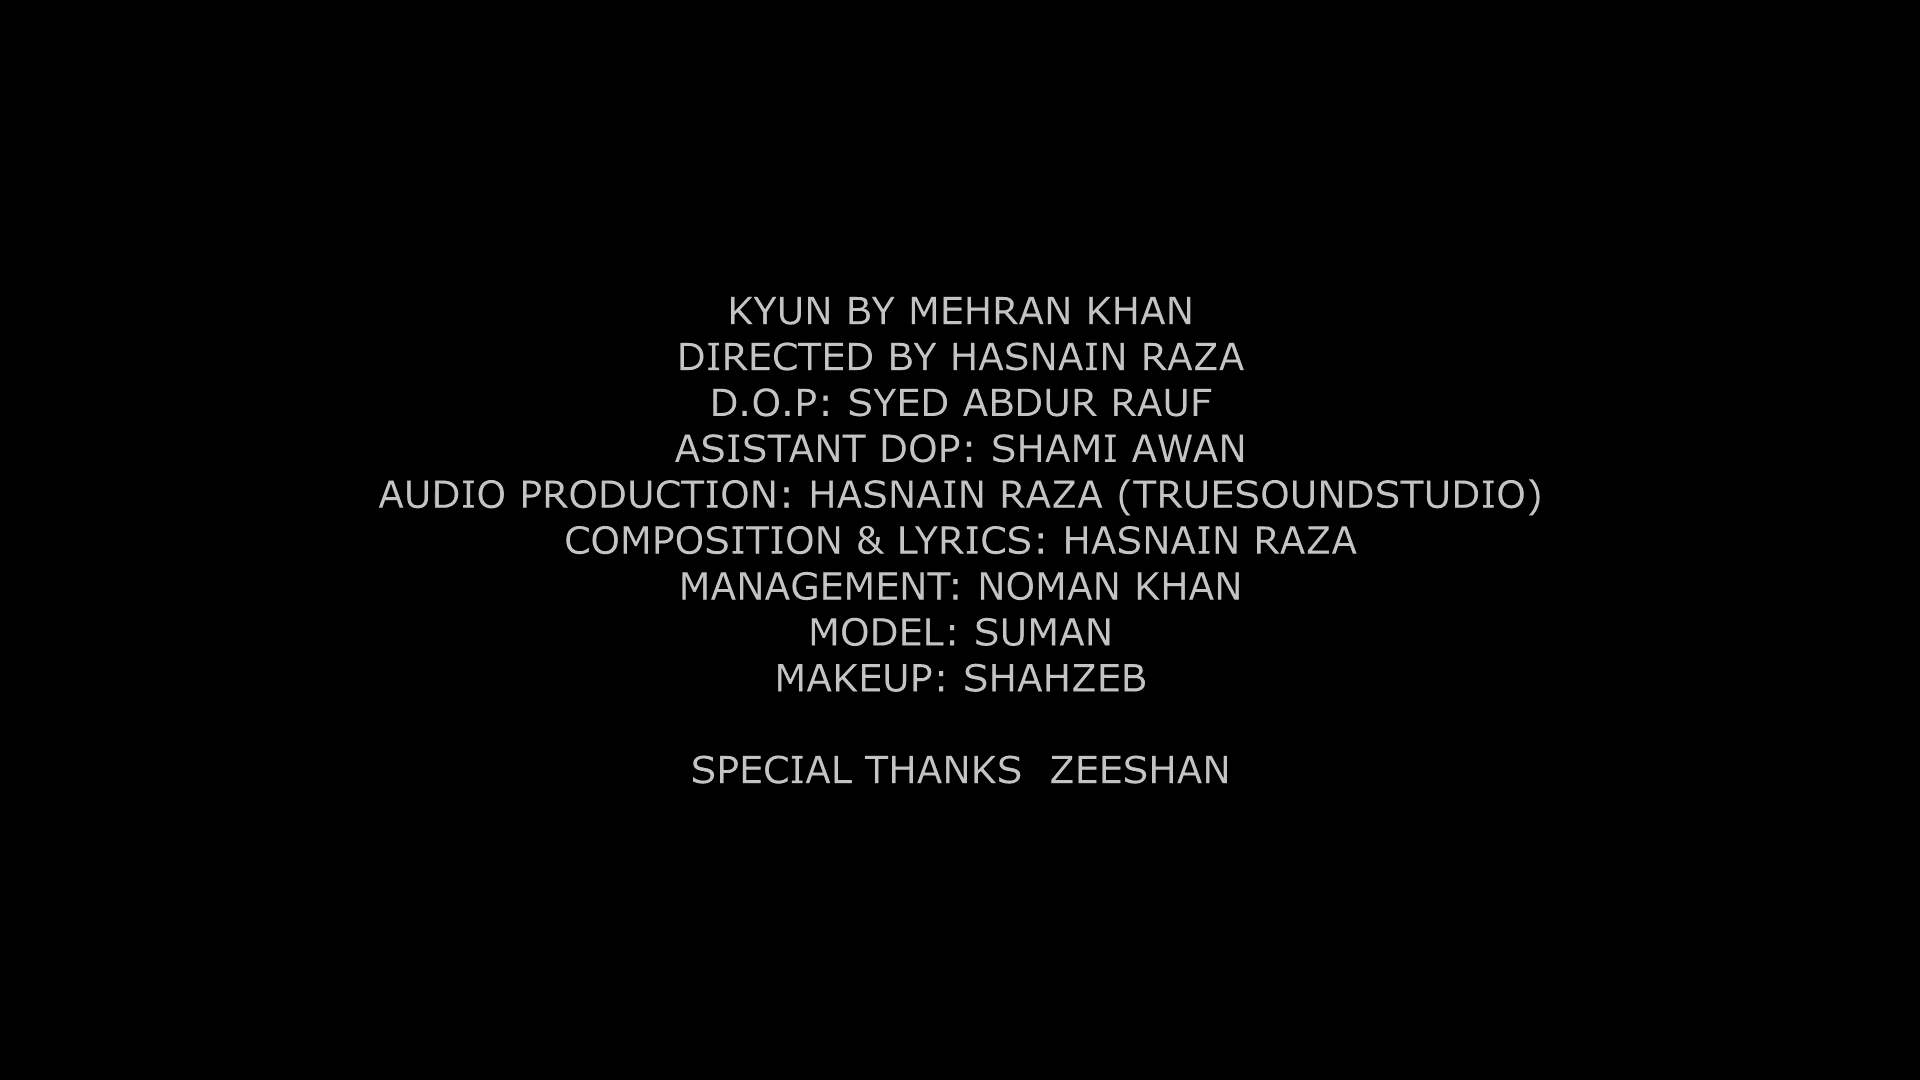 KYUN BY MEHRAN KHAN
DIRECTED BY HASNAIN RAZA
D.O.P: SYED ABDUR RAUF
ASISTANT DOP: SHAMI AWAN
AUDIO PRODUCTION: HASNAIN RAZA (TRUESOUNDSTUDIO)
COMPOSITION & LYRICS: HASNAIN RAZA
MANAGEMENT: NOMAN KHAN
MODEL: SUMAN
MAKEUP: SHAHZEB
SPECIAL THANKS  ZEESHAN